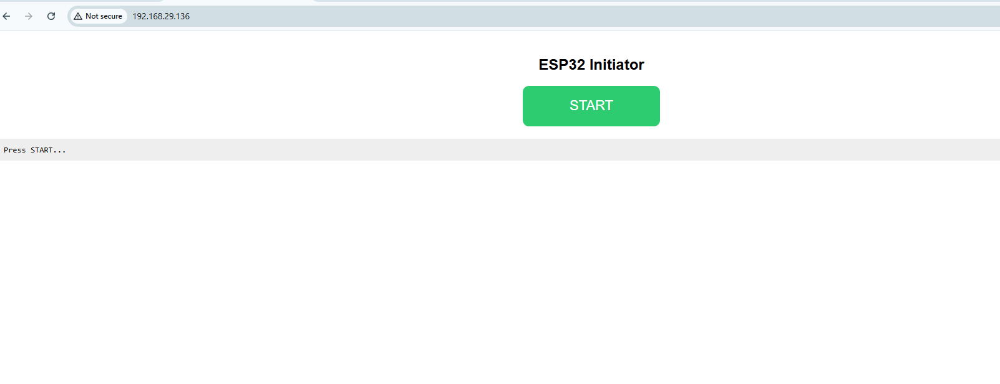 Not secure 192.168.29.136
ESP32 Initiator
START
Press START...